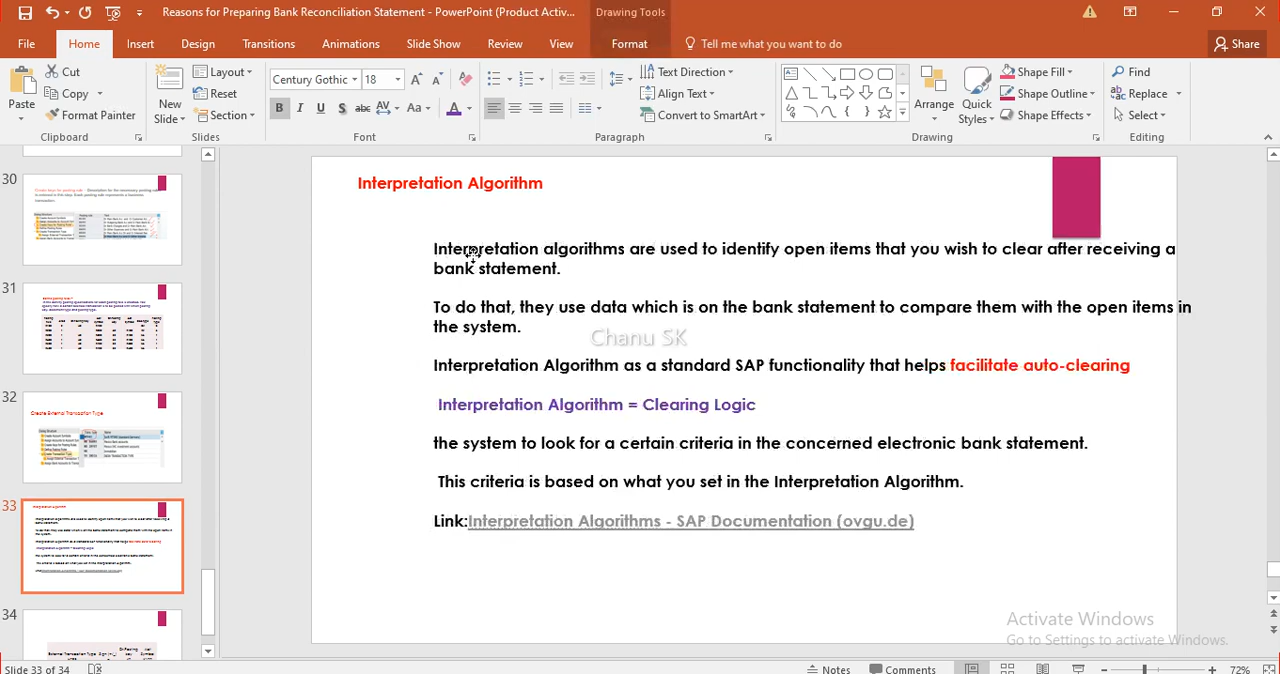 Reasons for Preparing Bank Reconciliation Statement - PowerPoint (Product Activ...
Drawing Tools
File Home Insert Design Transitions Animations Slide Show Review View Format Tell me what you want to do Share
Cut
Copy
Format Painter
Paste
Clipboard
New
Slide
Layout
Reset
Section
Slides
Century Gothic 18
B I U S abc AV Aa A
Font
Text Direction
Align Text
Convert to SmartArt
Paragraph
Arrange
Quick
Styles
Shape Fill
Shape Outline
Shape Effects
Drawing
Find
Replace
Select
Editing
30
31
32
Create External Transaction Type
33
34
Interpretation Algorithm
Interpretation algorithms are used to identify open items that you wish to clear after receiving a
bank statement.
To do that, they use data which is on the bank statement to compare them with the open items in
the system.
Chanu SK
Interpretation Algorithm as a standard SAP functionality that helps facilitate auto-clearing
Interpretation Algorithm = Clearing Logic
the system to look for a certain criteria in the concerned electronic bank statement.
This criteria is based on what you set in the Interpretation Algorithm.
Link:Interpretation Algorithms - SAP Documentation (ovgu.de)
Activate Windows
Go to Settings to activate Windows.
Slide 33 of 34
Notes
Comments
72%